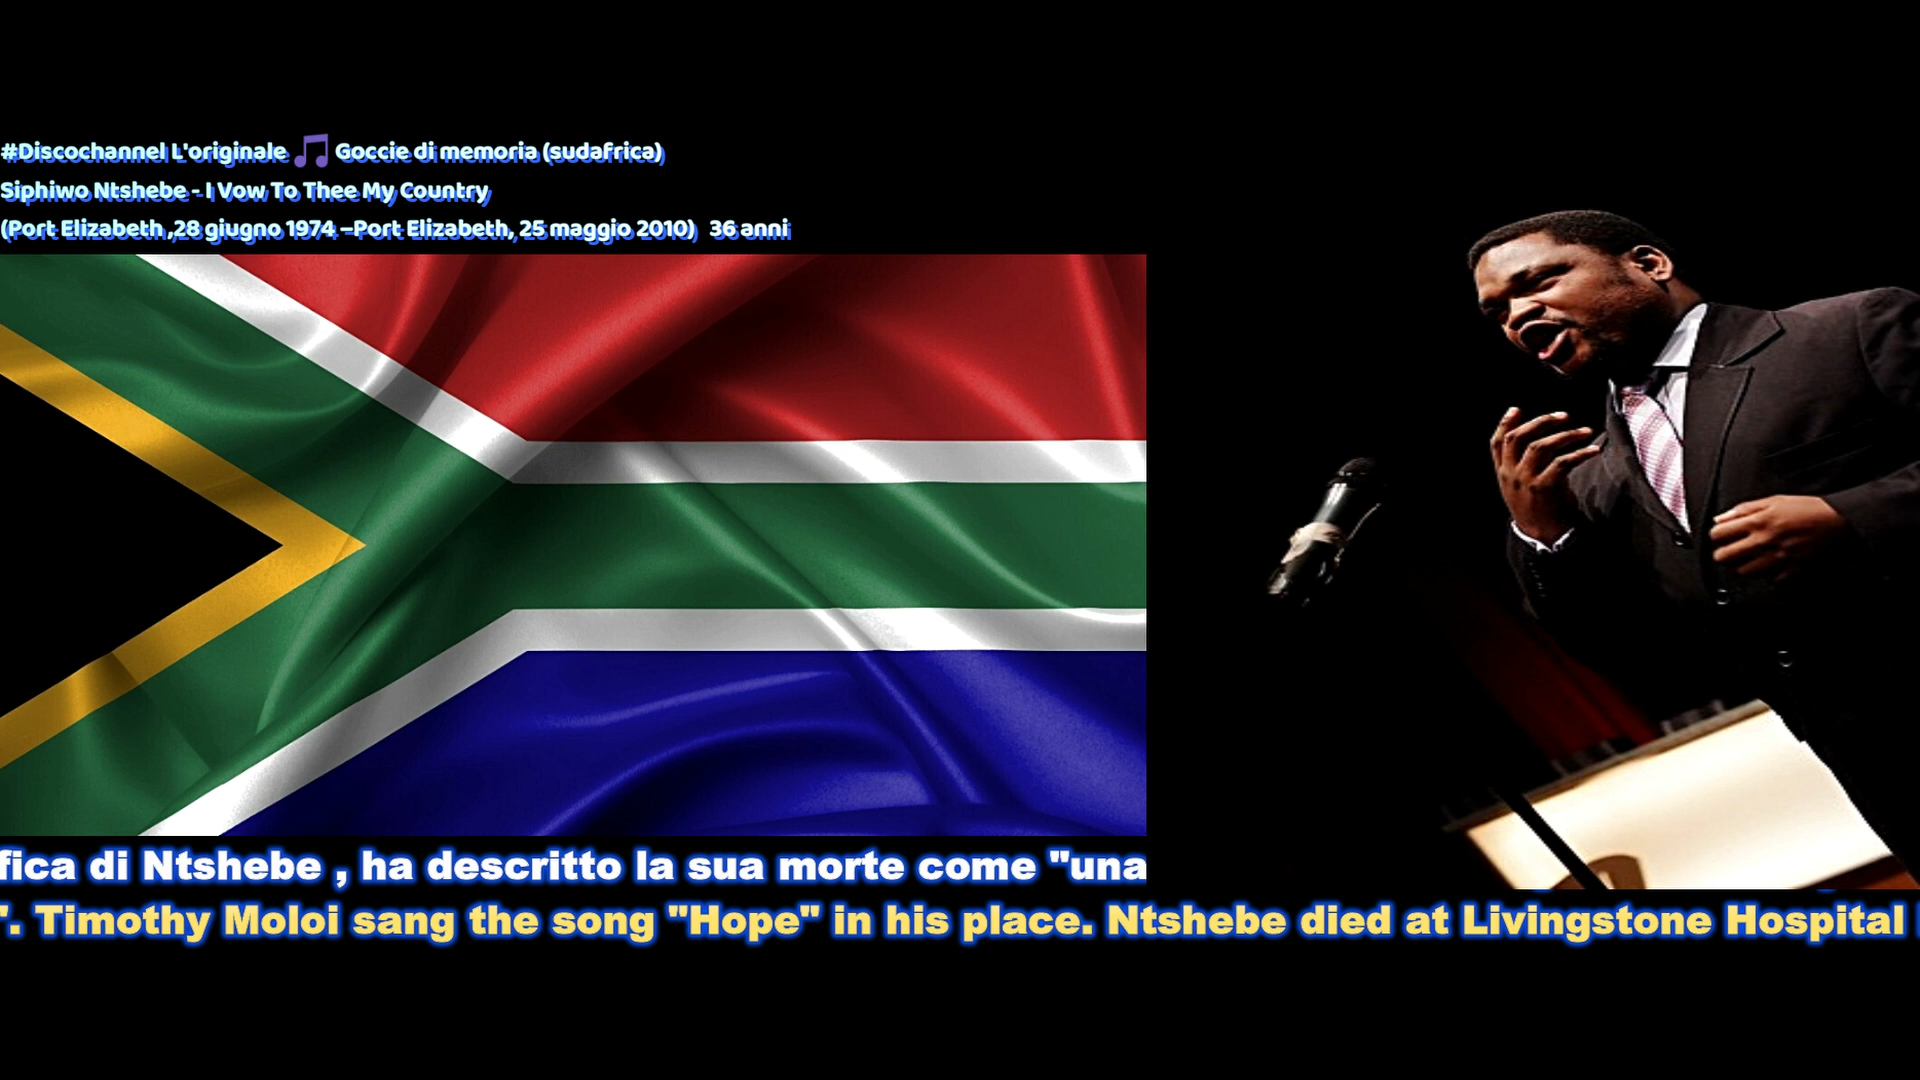 #Discochannel L'originale 🎵 Goccie di memoria (sudafrica)
Siphiwo Ntshebe - I Vow To Thee My Country
(Port Elizabeth ,28 giugno 1974 –Port Elizabeth, 25 maggio 2010) 36 anni
fica di Ntshebe , ha descritto la sua morte come "una
". Timothy Moloi sang the song "Hope" in his place. Ntshebe died at Livingstone Hospital